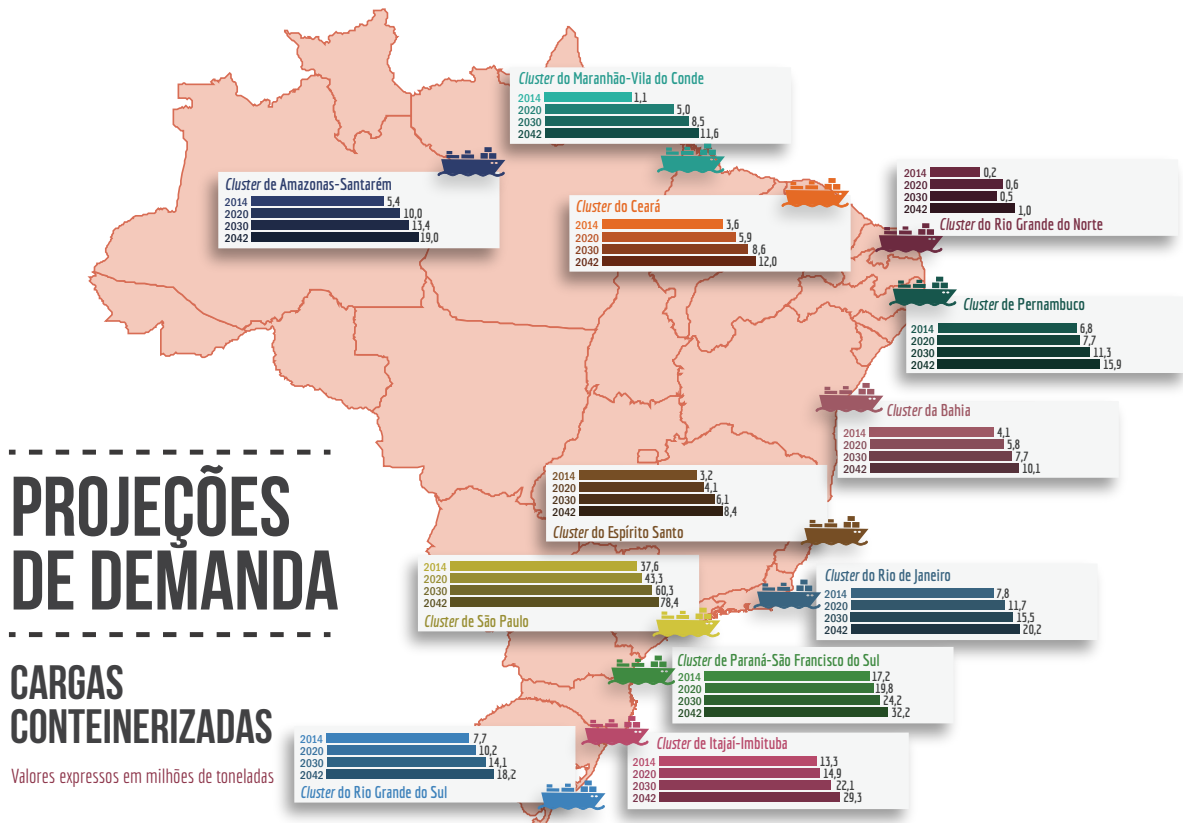 Cluster do Maranhão-Vila do Conde
2014 1,1
2020 5,0
2030 8,5
2042 11,6
Cluster de Amazonas-Santarém
2014 5,4
2020 10,0
2030 13,4
2042 19,0
Cluster do Ceará
2014 3,6
2020 5,9
2030 8,6
2042 12,0
2014 0,2
2020 0,6
2030 0,5
2042 1,0
Cluster do Rio Grande do Norte
Cluster de Pernambuco
2014 6,8
2020 7,7
2030 11,3
2042 15,9
Cluster da Bahia
2014 4,1
2020 5,8
2030 7,7
2042 10,1
PROJEÇÕES
DE DEMANDA
2014 3,2
2020 4,1
2030 6,1
2042 8,4
Cluster do Espírito Santo
2014 37,6
2020 43,3
2030 60,3
2042 78,4
Cluster de São Paulo
Cluster do Rio de Janeiro
2014 7,8
2020 11,7
2030 15,5
2042 20,2
CARGAS
CONTEINERIZADAS
Valores expressos em milhões de toneladas
Cluster de Paraná-São Francisco do Sul
2014 17,2
2020 19,8
2030 24,2
2042 32,2
2014 7,7
2020 10,2
2030 14,1
2042 18,2
Cluster do Rio Grande do Sul
Cluster de Itajaí-Imbituba
2014 13,3
2020 14,9
2030 22,1
2042 29,3